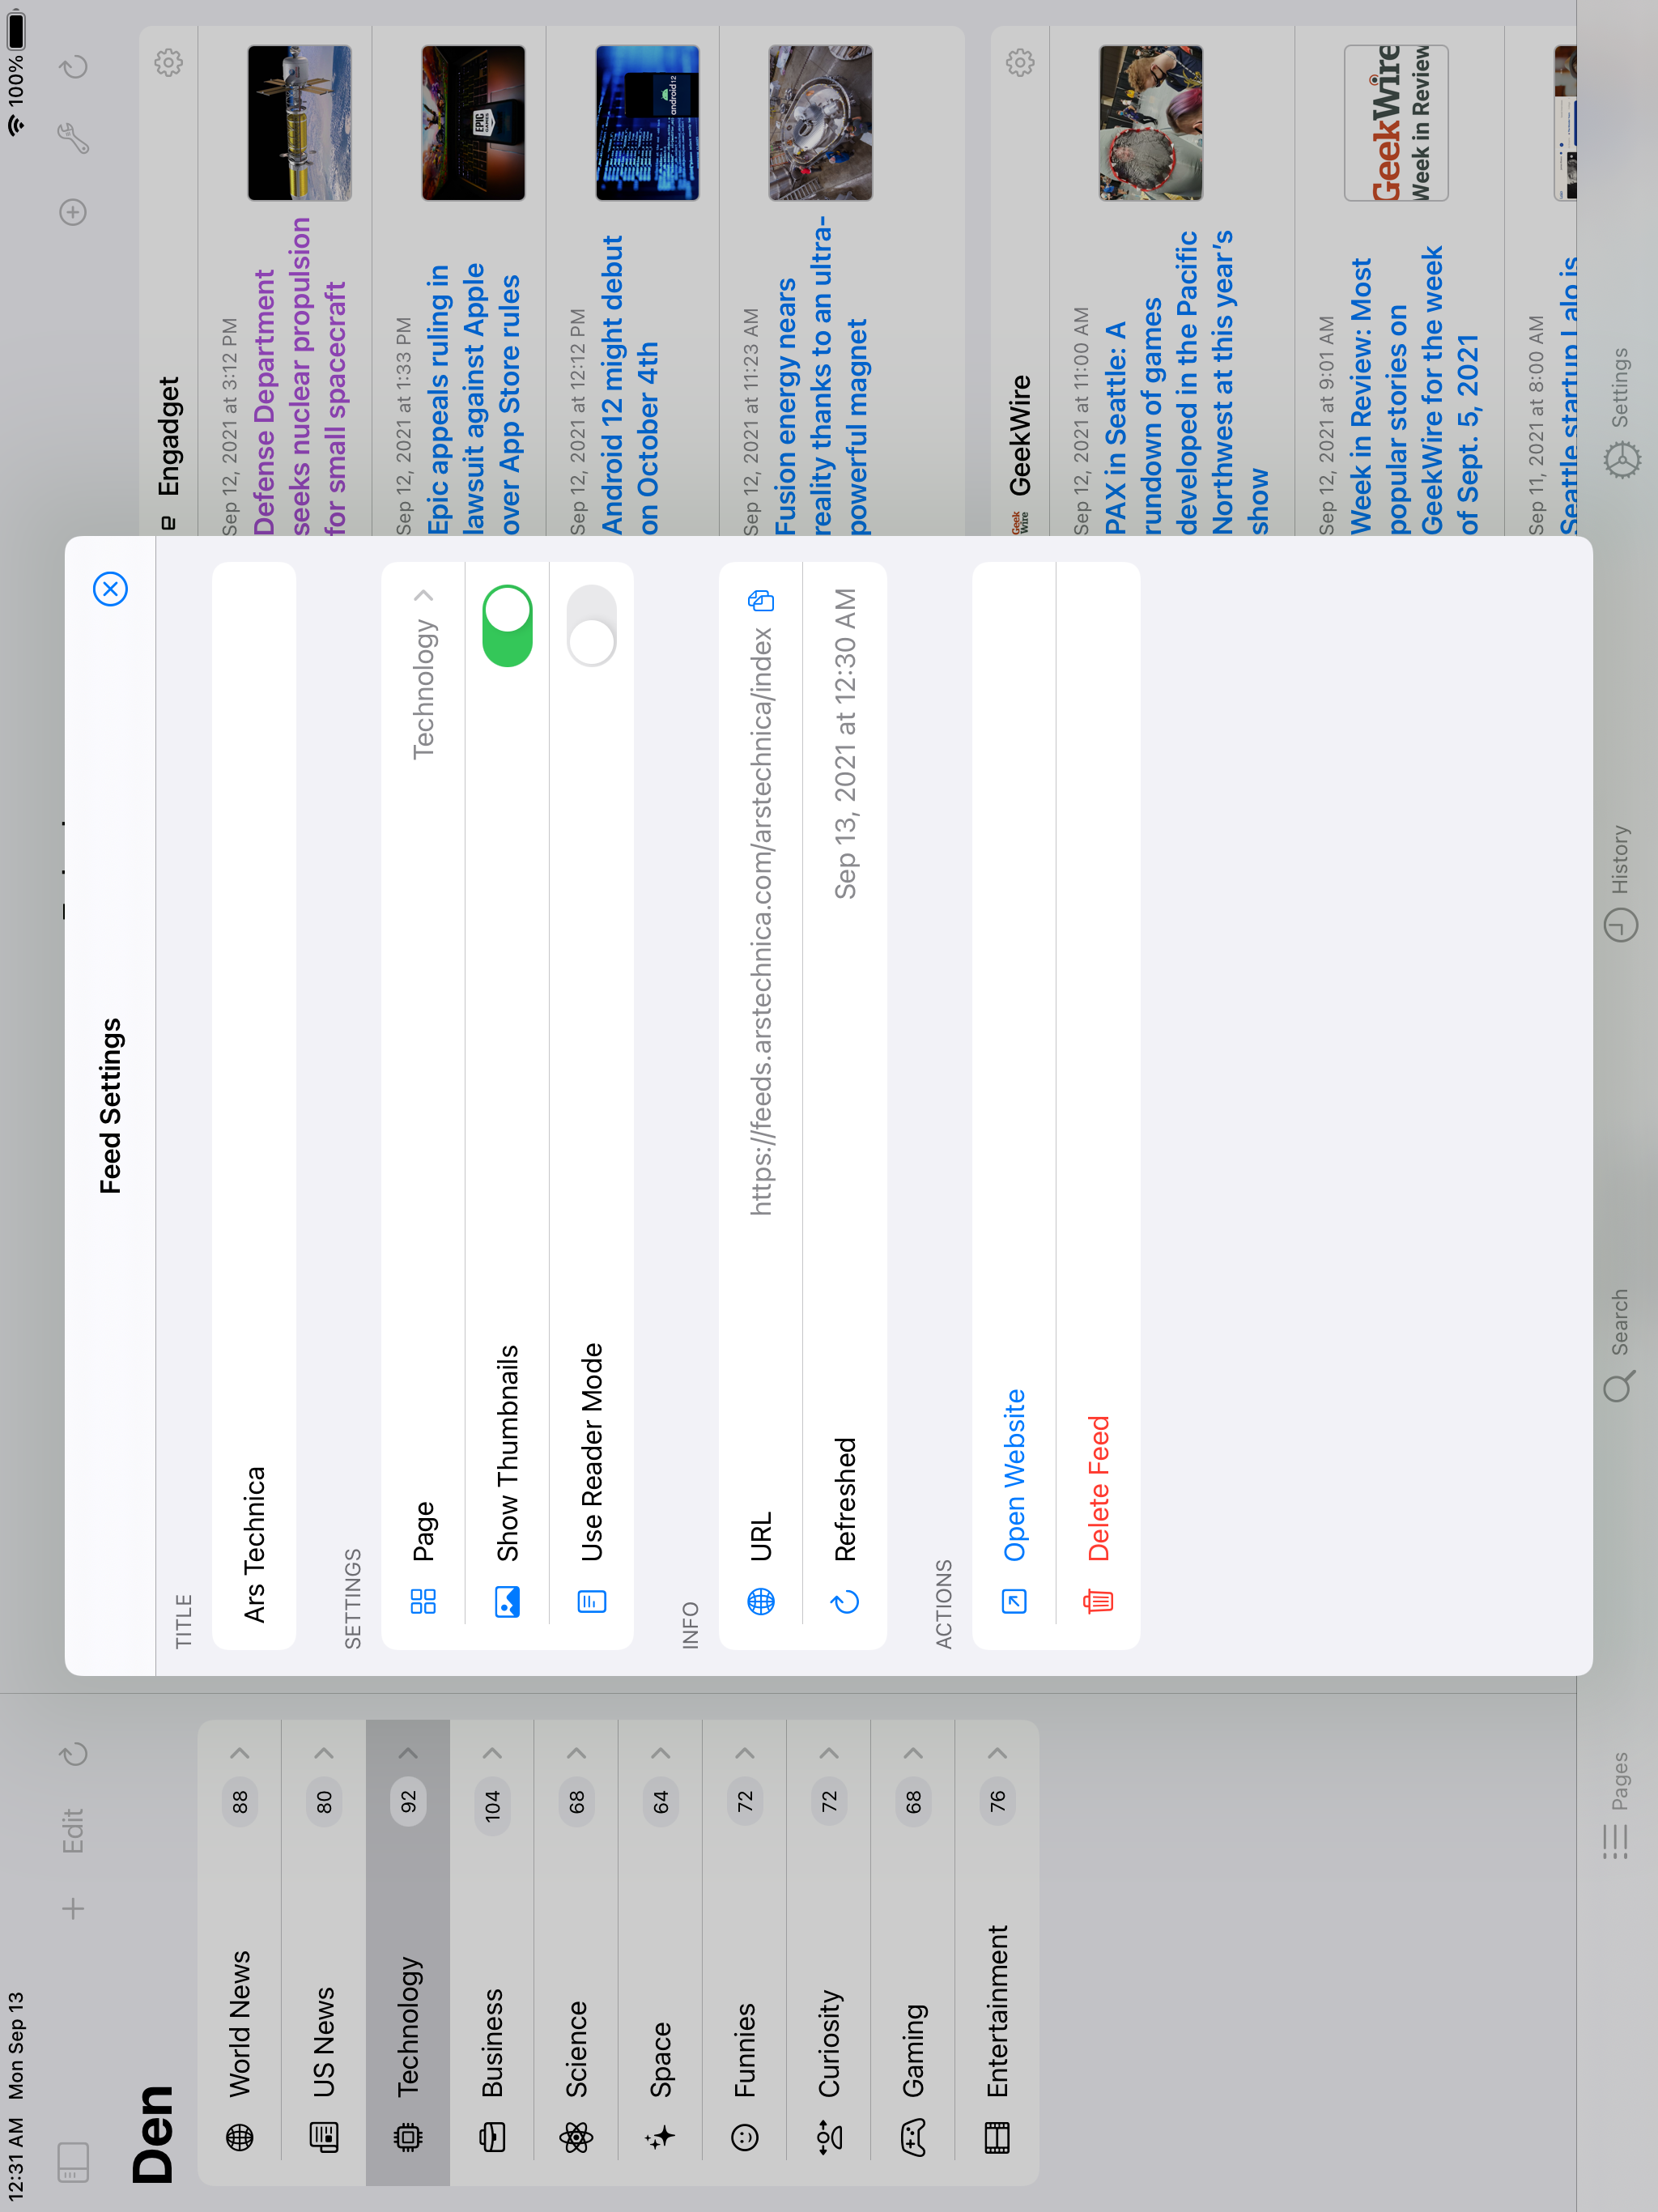 12:31 AM Mon Sep 13
100%
Edit
Den
World News 88
US News 80
Technology 92
Business 104
Science 68
Space 64
Funnies 72
Curiosity 72
Gaming 68
Entertainment 76
Feed Settings
TITLE
Ars Technica
SETTINGS
Page Technology
Show Thumbnails
Use Reader Mode
INFO
URL https://feeds.arstechnica.com/arstechnica/index
Refreshed Sep 13, 2021 at 12:30 AM
ACTIONS
Open Website
Delete Feed
e Engadget
Sep 12, 2021 at 3:12 PM
Defense Department
seeks nuclear propulsion
for small spacecraft
Sep 12, 2021 at 1:33 PM
Epic appeals ruling in
lawsuit against Apple
over App Store rules
EPIC
GAMES
Sep 12, 2021 at 12:12 PM
Android 12 might debut
on October 4th
android 12
Sep 12, 2021 at 11:23 AM
Fusion energy nears
reality thanks to an ultra-
powerful magnet
Geek
Wire
GeekWire
Sep 12, 2021 at 11:00 AM
PAX in Seattle: A
rundown of games
developed in the Pacific
Northwest at this year's
show
Sep 12, 2021 at 9:01 AM
Week in Review: Most
popular stories on
GeekWire for the week
of Sept. 5, 2021
GeekWire
Week in Review
Sep 11, 2021 at 8:00 AM
Seattle startup Lalo is
Pages
Search
History
Settings